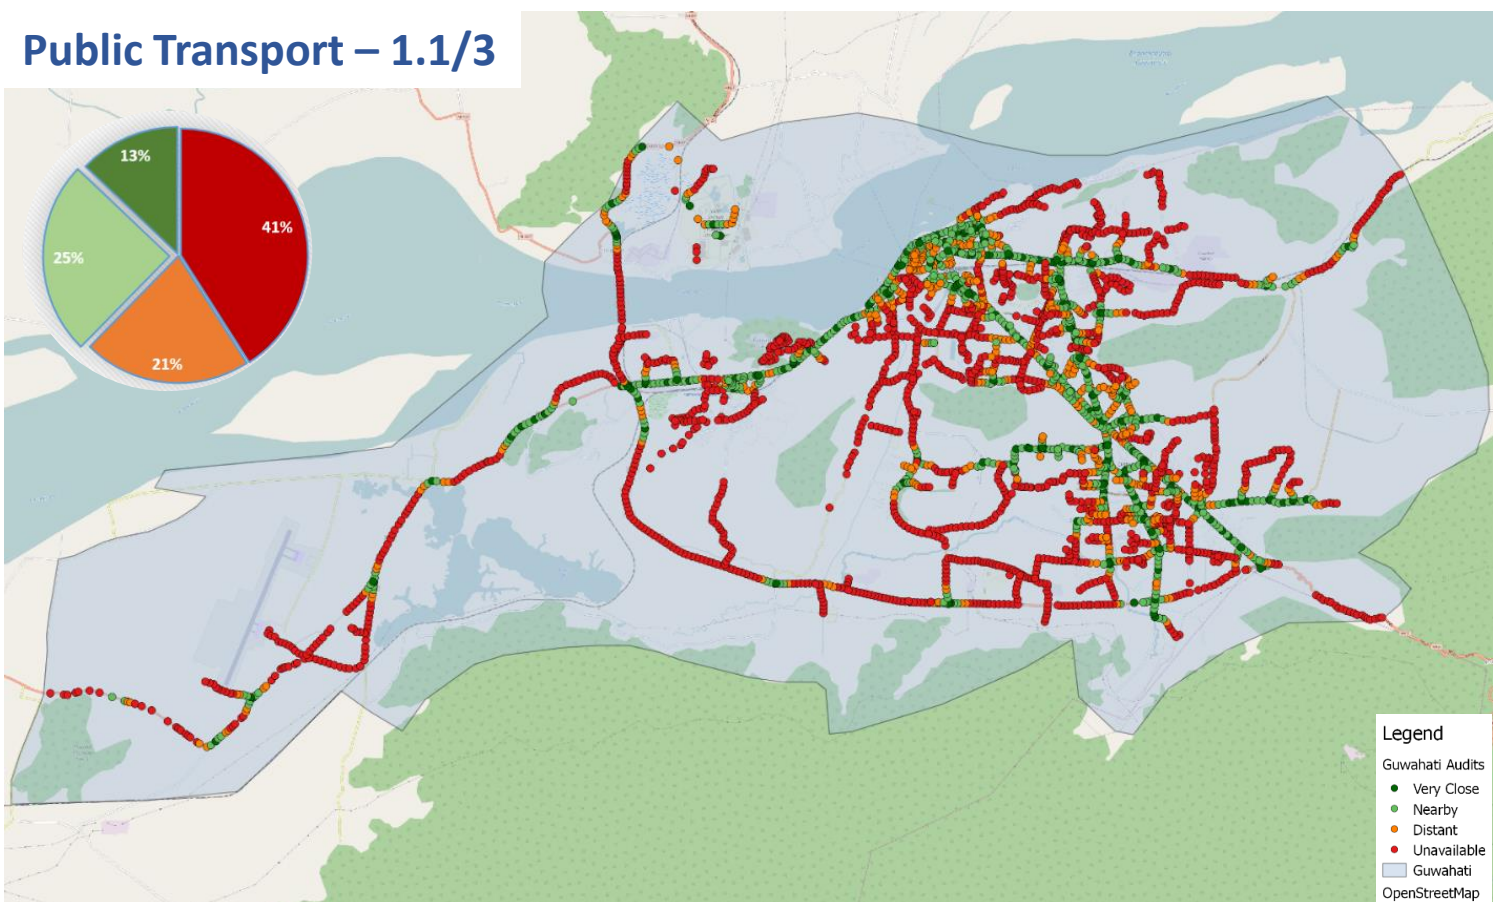 Public Transport – 1.1/3
13%
41%
25%
21%
Legend
Guwahati Audits
Very Close
Nearby
Distant
Unavailable
Guwahati
OpenStreetMap